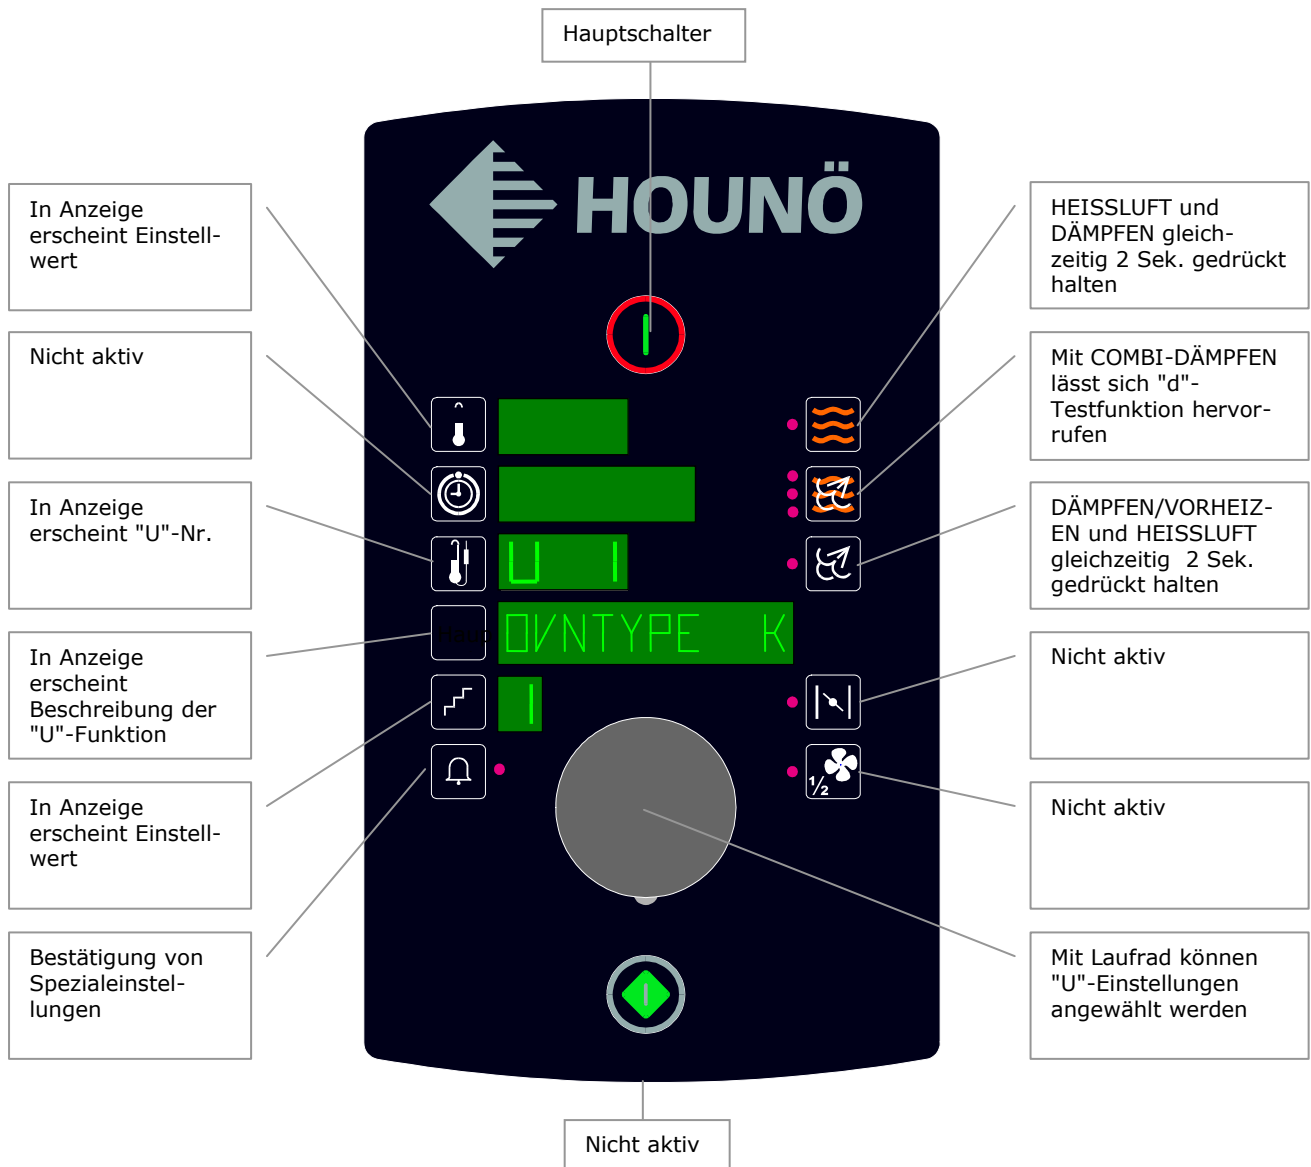 Hauptschalter
HOUNÖ
In Anzeige
erscheint Einstell-
wert
Nicht aktiv
In Anzeige
erscheint "U"-Nr.
In Anzeige
erscheint
Beschreibung der
"U"-Funktion
In Anzeige
erscheint Einstell-
wert
Bestätigung von
Spezialeinstel-
lungen
U 1
OVNTYPE K
1
½
HEISSLUFT und
DÄMPFEN gleich-
zeitig 2 Sek. gedrückt
halten
Mit COMBI-DÄMPFEN
lässt sich "d"-
Testfunktion hervor-
rufen
DÄMPFEN/VORHEIZ-
EN und HEISSLUFT
gleichzeitig 2 Sek.
gedrückt halten
Nicht aktiv
Nicht aktiv
Mit Laufrad können
"U"-Einstellungen
angewählt werden
Nicht aktiv